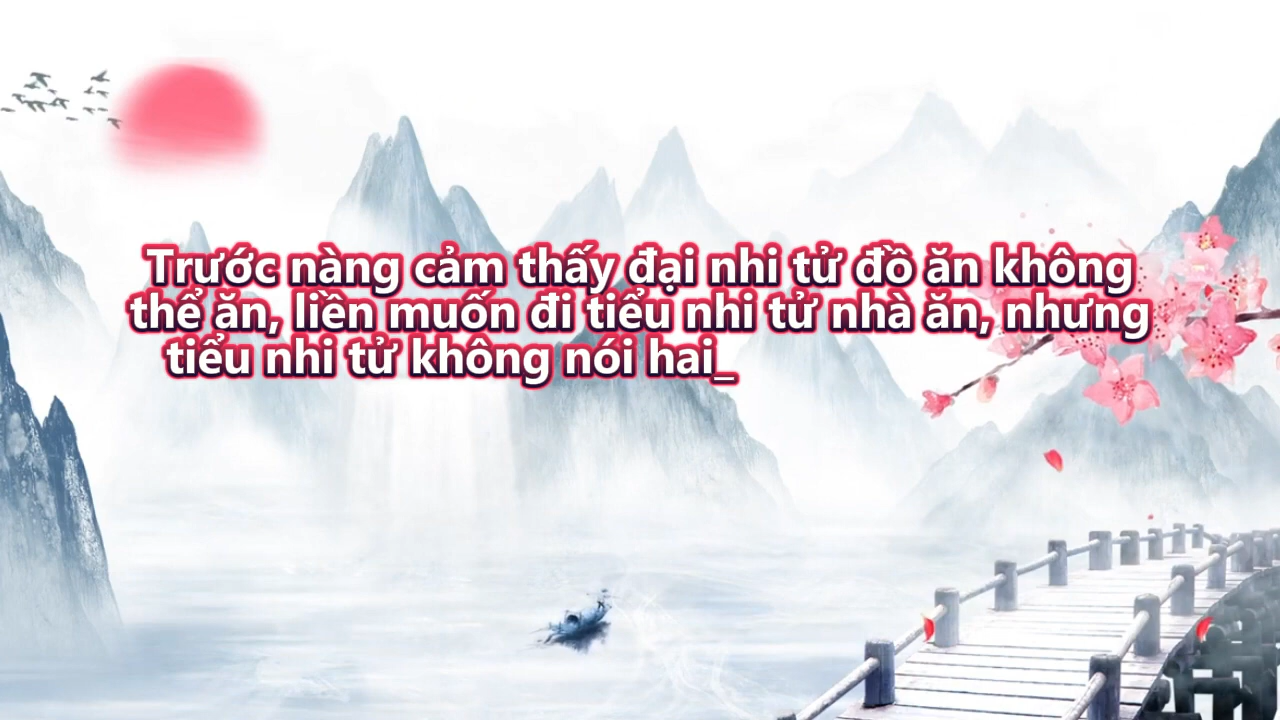 Trước nàng cảm thấy đại nhi tử đồ ăn không
thể ăn, liền muốn đi tiểu nhi tử nhà ăn, nhưng
tiểu nhi tử không nói hai_